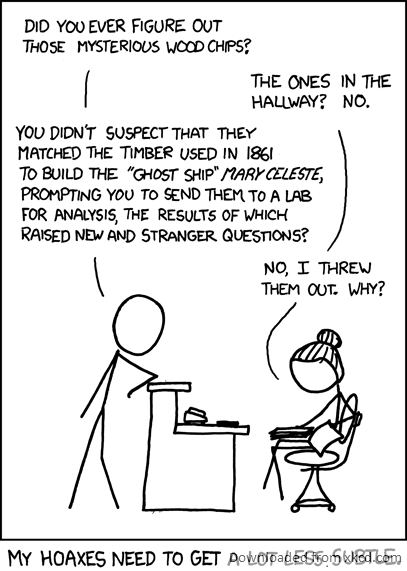 DID YOU EVER FIGURE OUT
THOSE MYSTERIOUS WOOD CHIPS?
THE ONES IN THE
HALLWAY? NO.
YOU DIDN'T SUSPECT THAT THEY
MATCHED THE TIMBER USED IN 1861
TO BUILD THE "GHOST SHIP" MARY CELESTE,
PROMPTING YOU TO SEND THEM TO A LAB
FOR ANALYSIS, THE RESULTS OF WHICH
RAISED NEW AND STRANGER QUESTIONS?
NO, I THREW
THEM OUT. WHY?
MY HOAXES NEED TO GET A LOT LESS SUBTLE.
Downloaded from xkcd.com